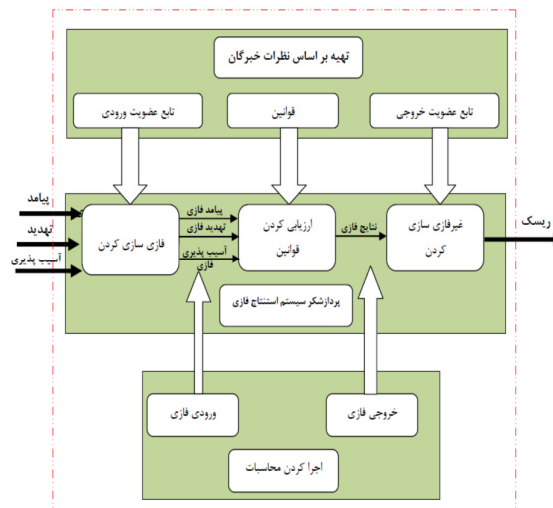 تهیه بر اساس نظرات خبرگان
تابع عضویت خروجی
قوانین
تابع عضویت ورودی
پیامد
تهدید
آسیب پذیری
فازی سازی کردن
پیامد فازی
تهدید فازی
آسیب پذیری
فازی
ارزیابی کردن
قوانین
نتایج فازی
غیرفازی سازی
کردن
ریسک
پردازشگر سیستم استنتاج فازی
خروجی فازی
ورودی فازی
اجرا کردن محاسبات